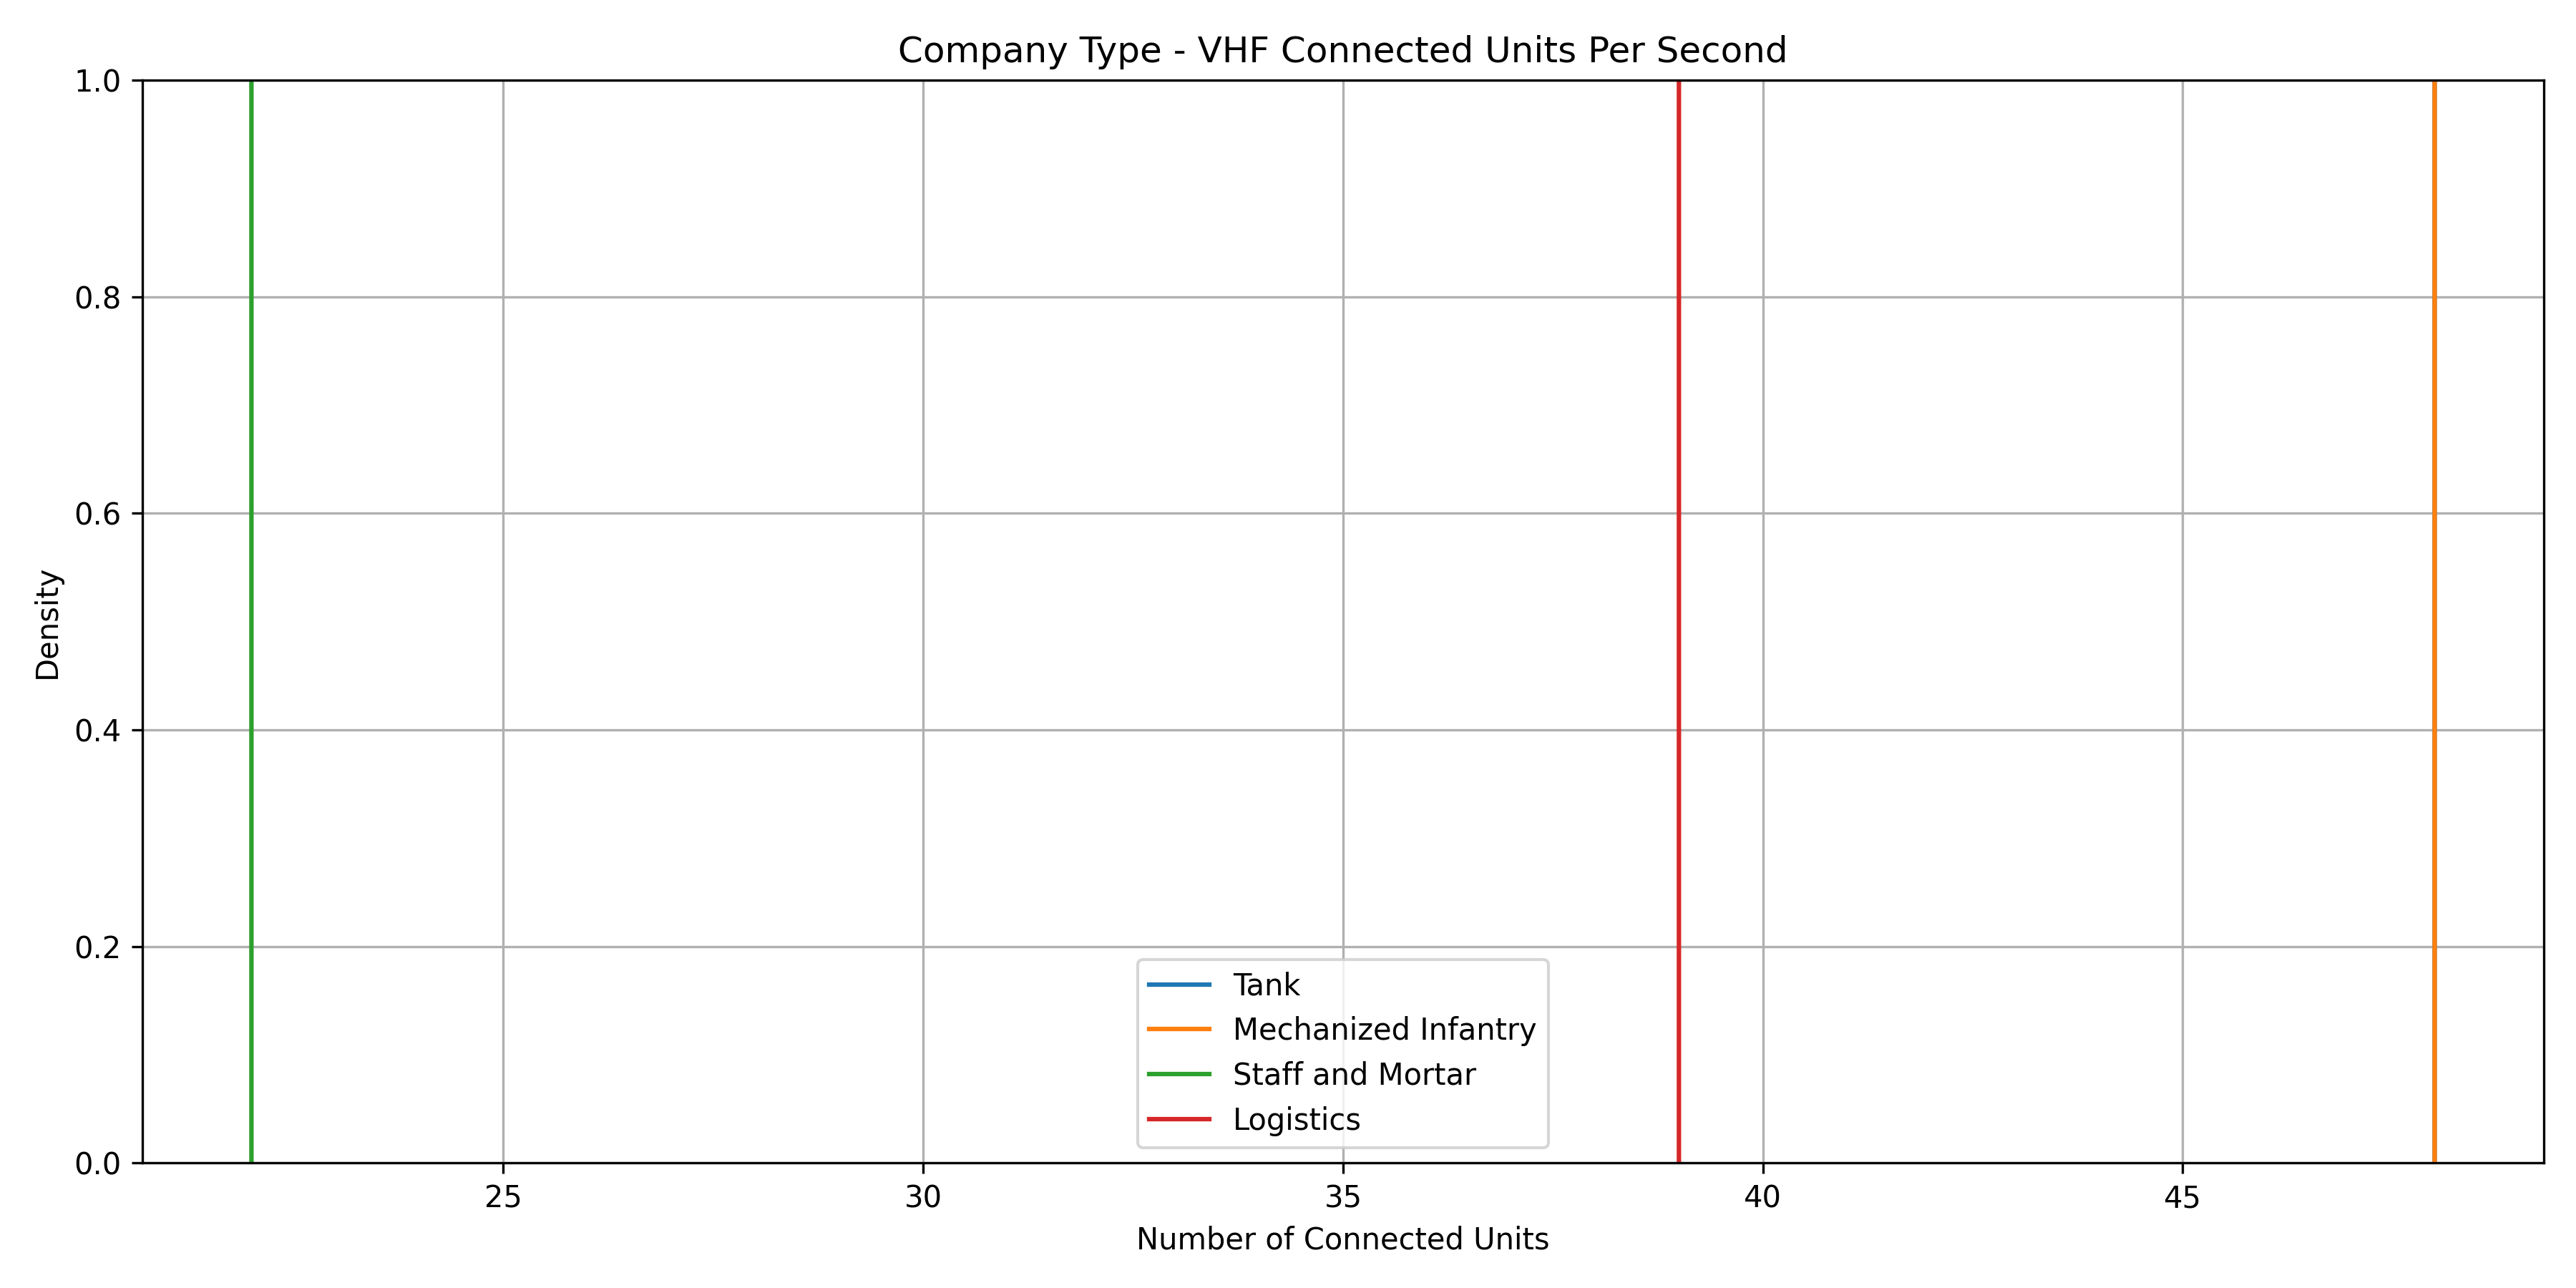 Company Type - VHF Connected Units Per Second
1.0
0.8
0.6
0.4
0.2
0.0
Density
Tank
Mechanized Infantry
Staff and Mortar
Logistics
25 30 35 40 45
Number of Connected Units